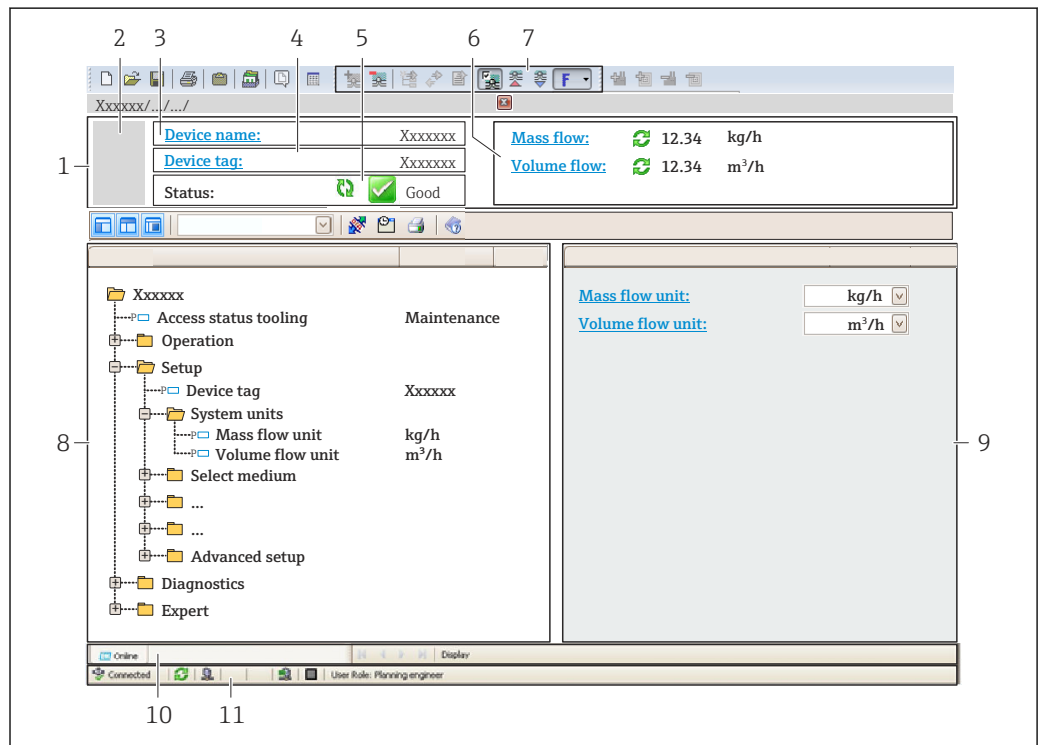 2 3 4 5 6 7
F
Xxxxxx/.../.../
1
Device name: Xxxxxxx
Device tag: Xxxxxxx
Status: Good
Mass flow: 12.34 kg/h
Volume flow: 12.34 m³/h
Xxxxxx
P Access status tooling Maintenance
Operation
Setup
P Device tag Xxxxxx
System units
P Mass flow unit kg/h
P Volume flow unit m³/h
Select medium
...
...
Advanced setup
Diagnostics
Expert
8
Mass flow unit: kg/h
Volume flow unit: m³/h
9
Online Display
Connected User Role: Planning engineer
10 11